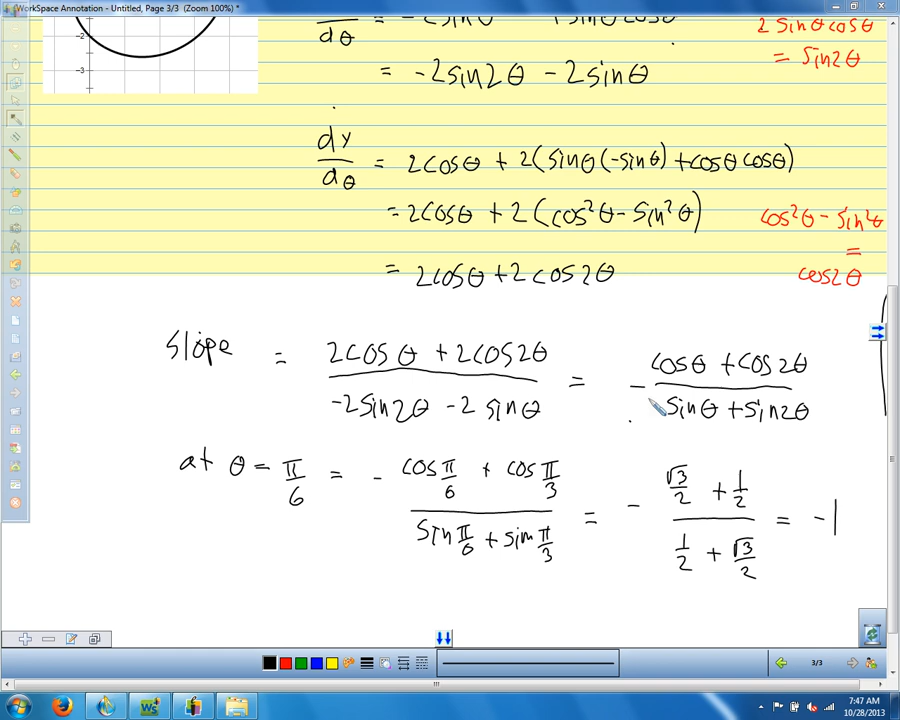 WorkSpace Annotation - Untitled, Page 3/3 (Zoom 100%) *
-2
-3
dθ
= -2sin2θ - 2sinθ
2 sinθcosθ
= sin2θ
dy/dθ = 2cosθ + 2(sinθ(-sinθ) + cosθ cosθ)
= 2cosθ + 2(cos²θ - sin²θ)
= 2cosθ + 2cos2θ
cos²θ - sin²θ
=
cos2θ
slope = (2cosθ + 2cos2θ)/(-2sin2θ - 2sinθ) = - (cosθ + cos2θ)/(sinθ + sin2θ)
at θ = π/6 = - (cos π/6 + cos π/3)/(sin π/6 + sin π/3) = - (√3/2 + 1/2)/(1/2 + √3/2) = -1
3/3
7:47 AM
10/28/2013